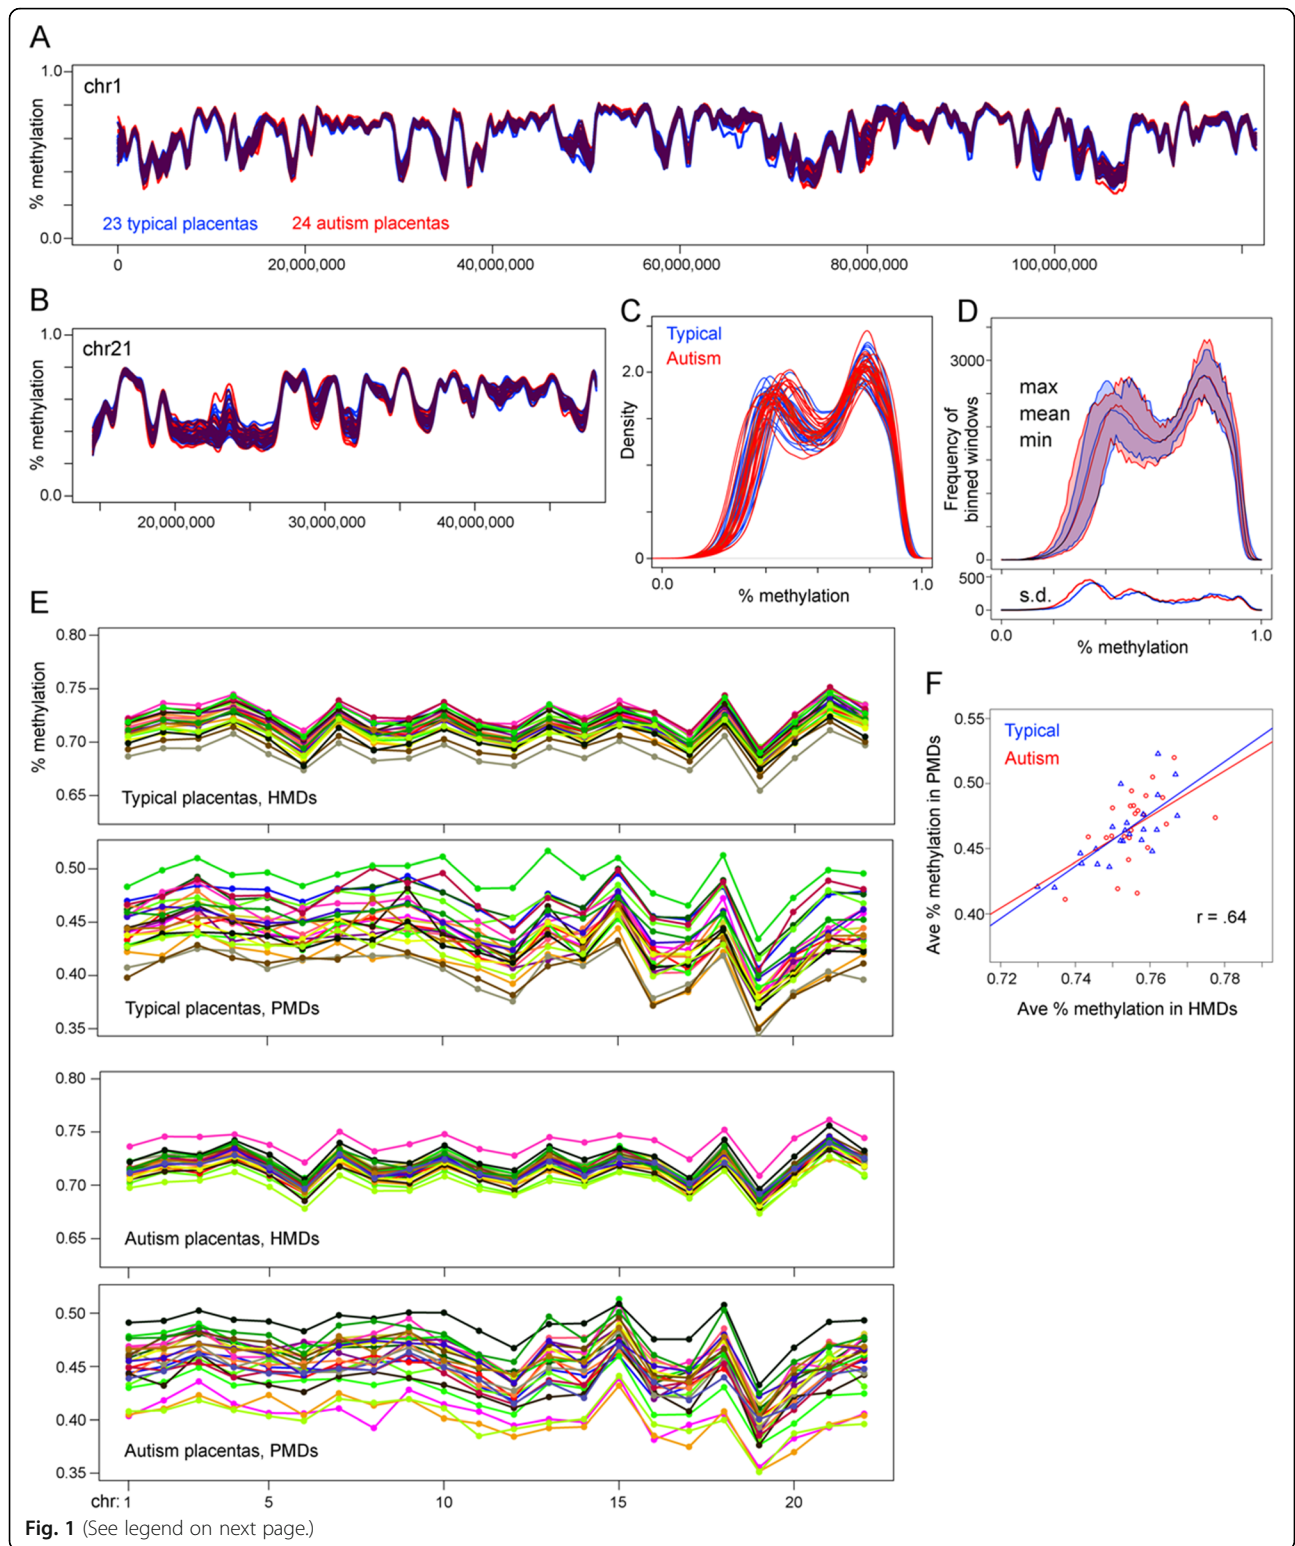 A
1.0
chr1
% methylation
23 typical placentas
24 autism placentas
0.0
0
20,000,000
40,000,000
60,000,000
80,000,000
100,000,000
B
1.0
chr21
% methylation
0.0
20,000,000
30,000,000
40,000,000
C
Typical
Autism
2.0
Density
0
0.0
1.0
% methylation
D
3000
max
mean
min
Frequency of
binned windows
0
500
s.d.
0
0.0
1.0
% methylation
E
0.80
0.75
% methylation
0.70
0.65
Typical placentas, HMDs
0.50
0.45
0.40
Typical placentas, PMDs
0.35
0.80
0.75
0.70
0.65
Autism placentas, HMDs
0.50
0.45
0.40
Autism placentas, PMDs
0.35
chr: 1
5
10
15
20
F
0.55
Typical
Autism
0.50
Ave % methylation in PMDs
0.45
0.40
r = .64
0.72
0.74
0.76
0.78
Ave % methylation in HMDs
Fig. 1 (See legend on next page.)